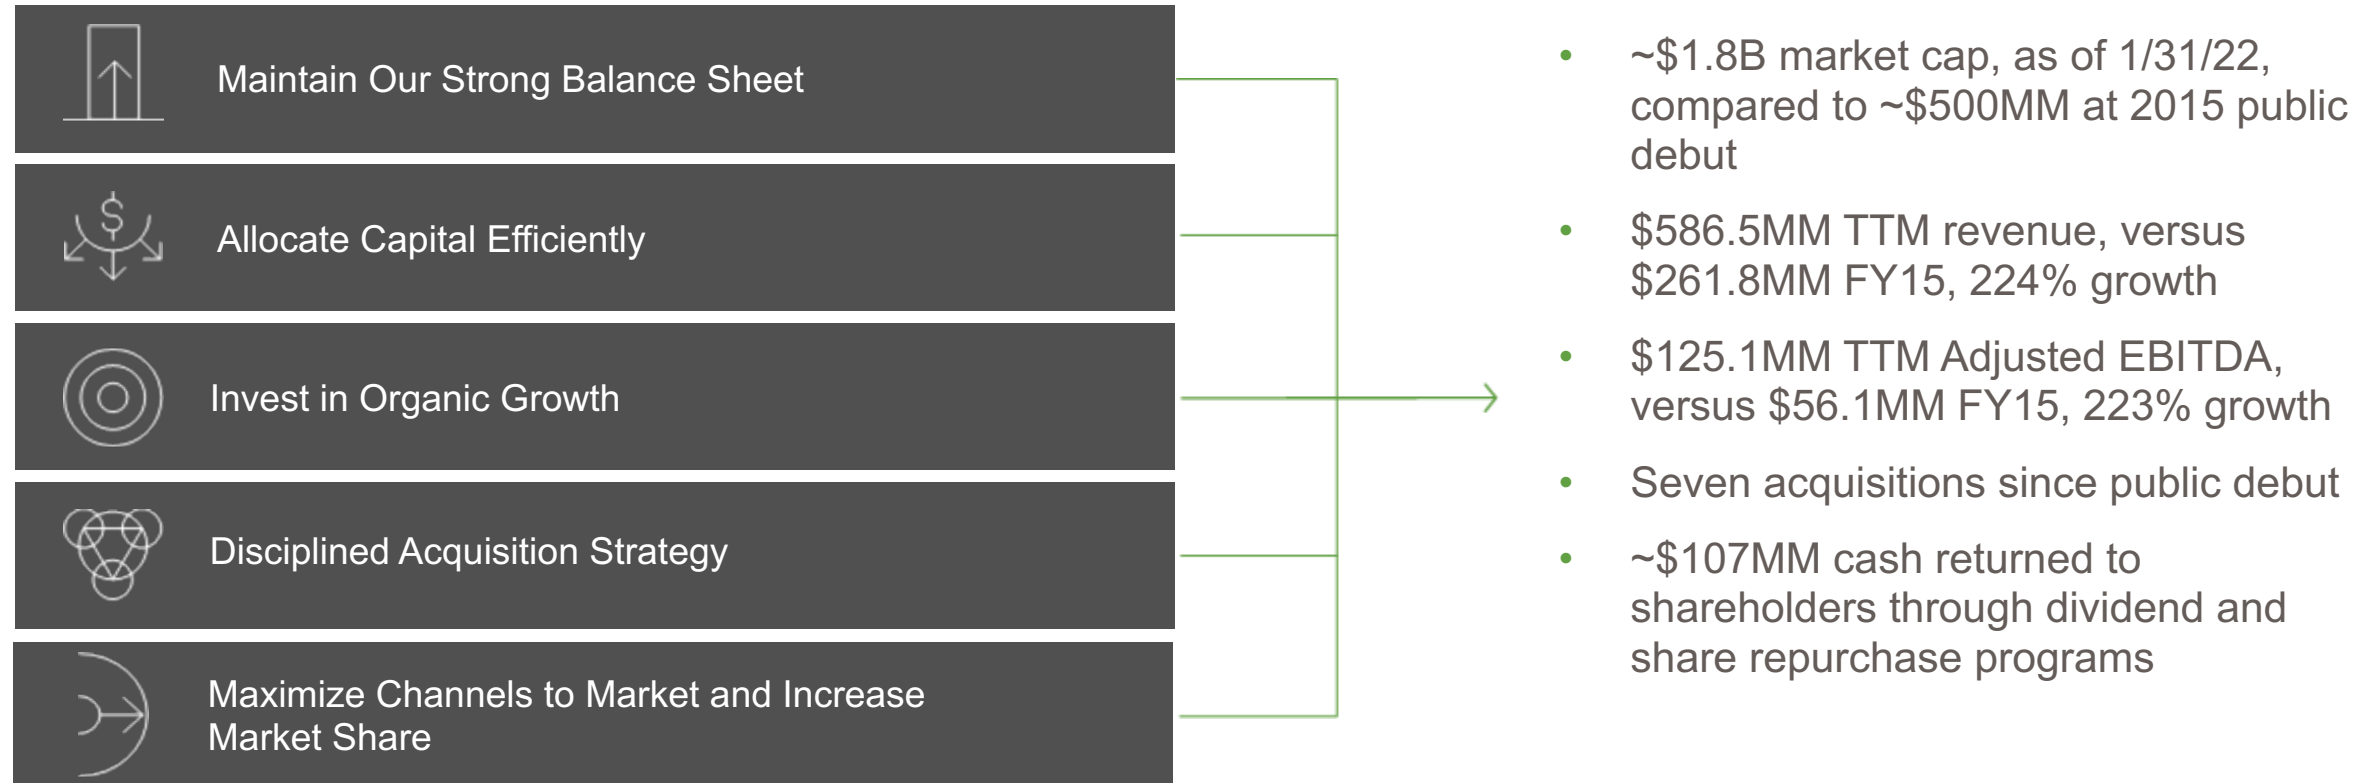 Maintain Our Strong Balance Sheet
$
Allocate Capital Efficiently
Invest in Organic Growth
Disciplined Acquisition Strategy
Maximize Channels to Market and Increase
Market Share
• ~$1.8B market cap, as of 1/31/22,
compared to ~$500MM at 2015 public
debut
• $586.5MM TTM revenue, versus
$261.8MM FY15, 224% growth
• $125.1MM TTM Adjusted EBITDA,
versus $56.1MM FY15, 223% growth
• Seven acquisitions since public debut
• ~$107MM cash returned to
shareholders through dividend and
share repurchase programs